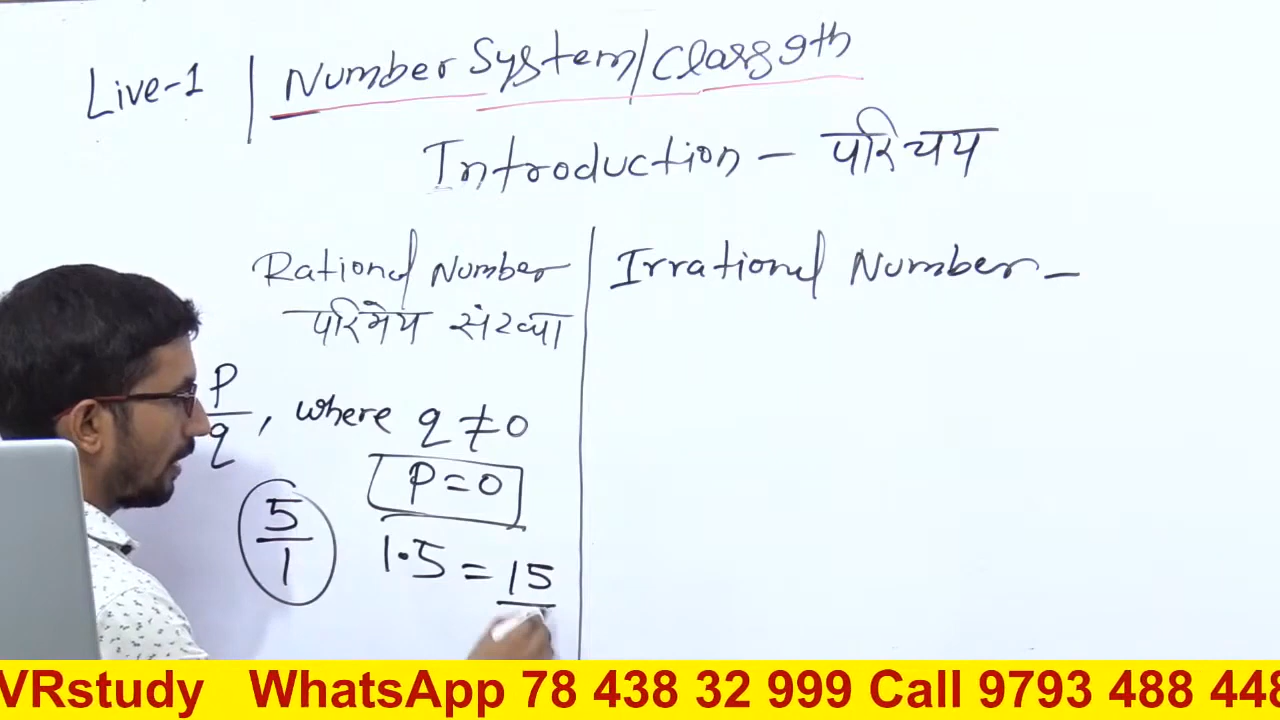 Live-1 | Number System/Class 9th
Introduction - परिचय
Rational Number
परिमेय संख्या
p/q, where q ≠ 0
P = 0
5/1
1.5 = 15
Irrational Number -
VRstudy WhatsApp 78 438 32 999 Call 9793 488 448